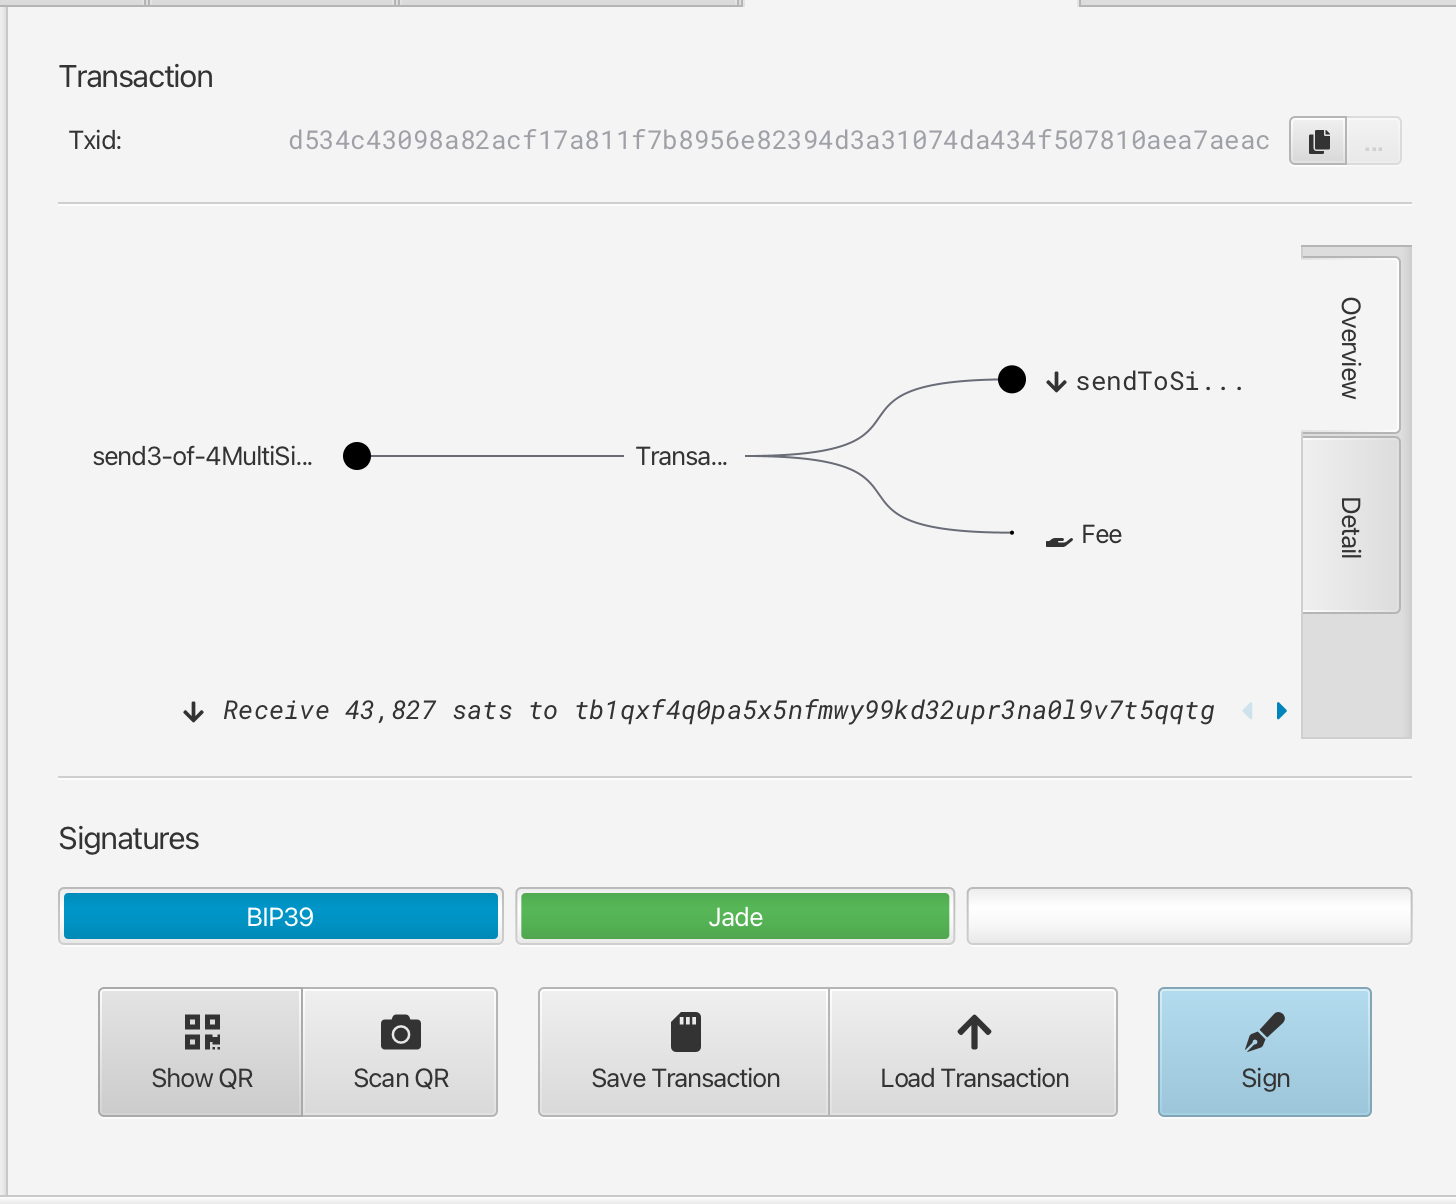 Transaction
Txid: d534c43098a82acf17a811f7b8956e82394d3a31074da434f507810aea7aeac ...
Overview
sendToSi...
send3-of-4MultiSi... Transa...
Detail
Fee
Receive 43,827 sats to tb1qxf4q0pa5x5nfmwy99kd32upr3na0l9v7t5qqtg
Signatures
BIP39 Jade
Show QR Scan QR Save Transaction Load Transaction Sign